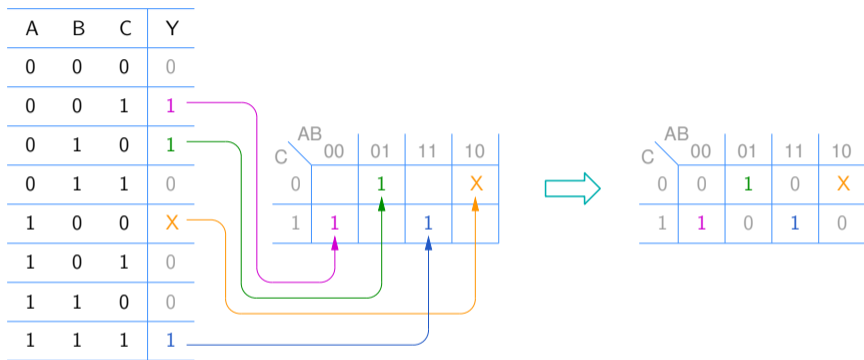 A B C Y
0 0 0 0
0 0 1 1
0 1 0 1
0 1 1 0
1 0 0 X
1 0 1 0
1 1 0 0
1 1 1 1
AB
C 00 01 11 10
0 1 X
1 1 1
AB
C 00 01 11 10
0 0 1 0 X
1 1 0 1 0